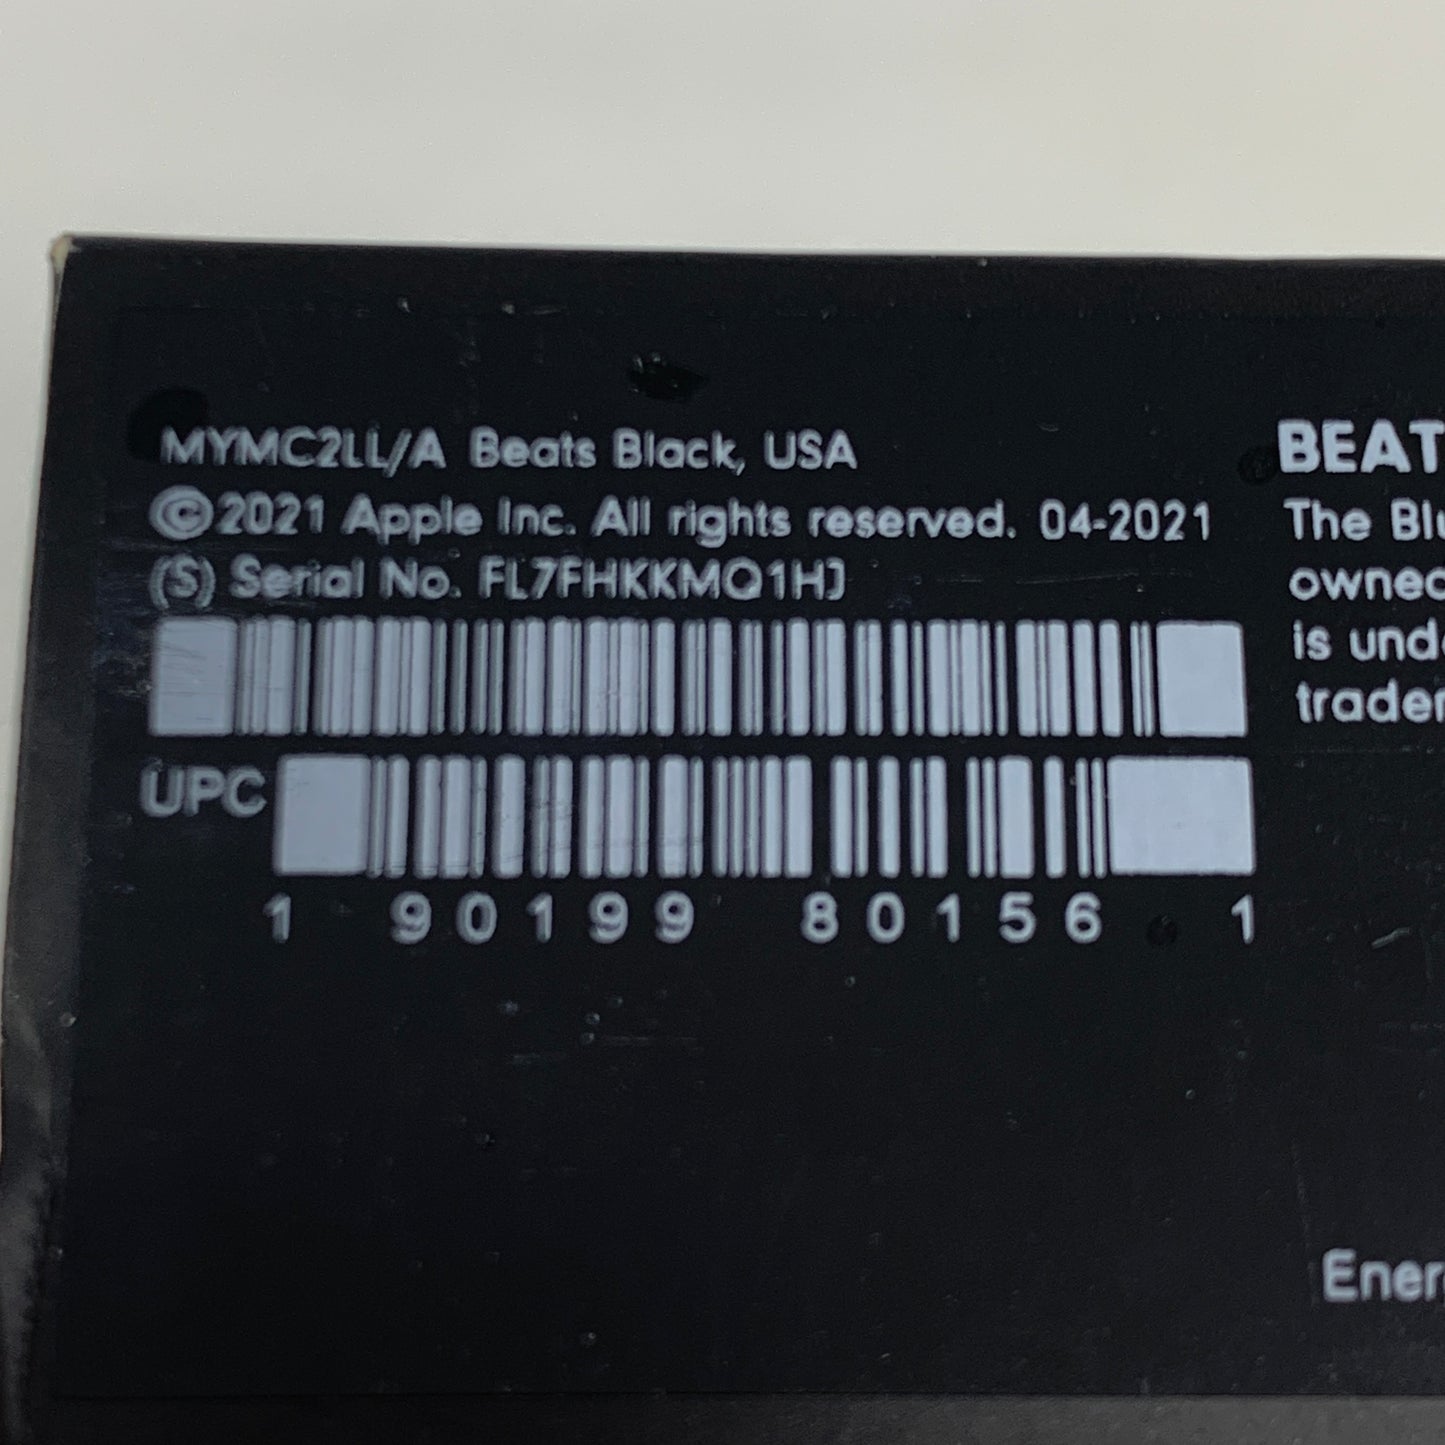 MYMC2LL/A Beats Black, USA
©2021 Apple Inc. All rights reserved. 04-2021
(S) Serial No. FL7FHKKMQ1HJ
UPC
1 90199 80156 1
BEAT
The Blu
owned
is unde
trader
Ener